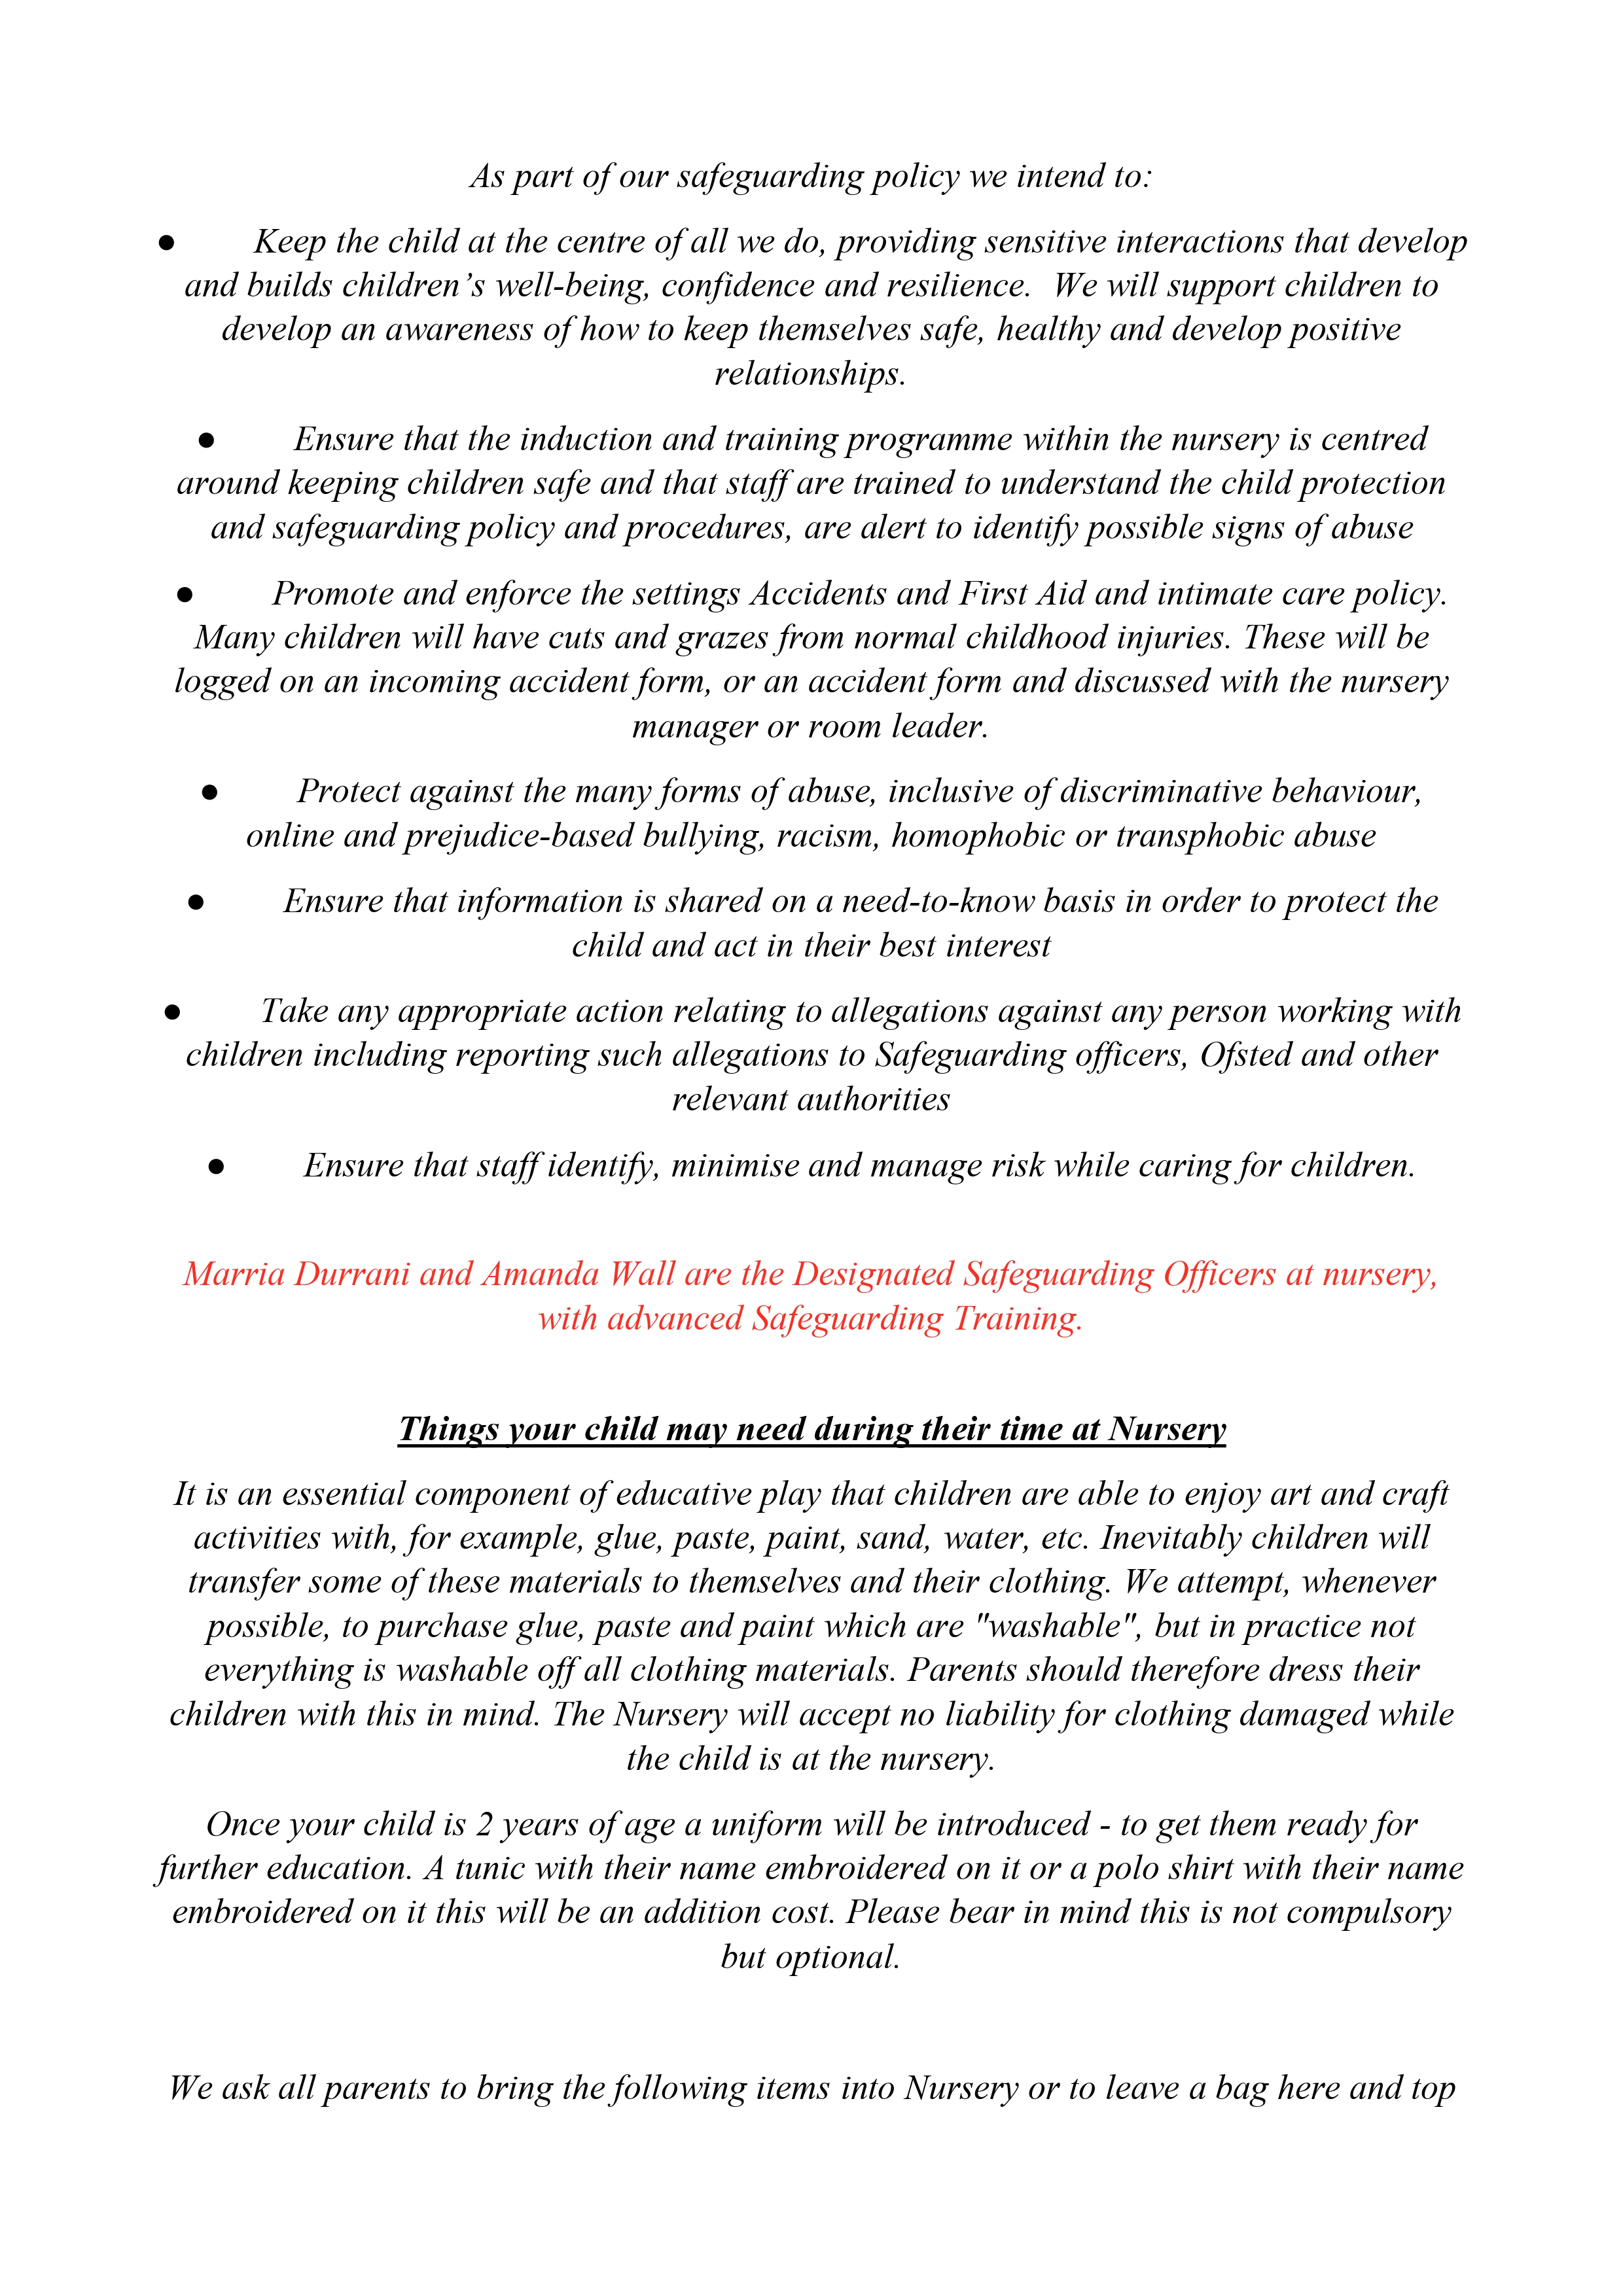 As part of our safeguarding policy we intend to:
● Keep the child at the centre of all we do, providing sensitive interactions that develop
and builds children’s well-being, confidence and resilience.  We will support children to
develop an awareness of how to keep themselves safe, healthy and develop positive
relationships.
● Ensure that the induction and training programme within the nursery is centred
around keeping children safe and that staff are trained to understand the child protection
and safeguarding policy and procedures, are alert to identify possible signs of abuse
● Promote and enforce the settings Accidents and First Aid and intimate care policy.
Many children will have cuts and grazes from normal childhood injuries. These will be
logged on an incoming accident form, or an accident form and discussed with the nursery
manager or room leader.
● Protect against the many forms of abuse, inclusive of discriminative behaviour,
online and prejudice-based bullying, racism, homophobic or transphobic abuse
● Ensure that information is shared on a need-to-know basis in order to protect the
child and act in their best interest
● Take any appropriate action relating to allegations against any person working with
children including reporting such allegations to Safeguarding officers, Ofsted and other
relevant authorities
● Ensure that staff identify, minimise and manage risk while caring for children.
Marria Durrani and Amanda Wall are the Designated Safeguarding Officers at nursery,
with advanced Safeguarding Training.
Things your child may need during their time at Nursery
It is an essential component of educative play that children are able to enjoy art and craft
activities with, for example, glue, paste, paint, sand, water, etc. Inevitably children will
transfer some of these materials to themselves and their clothing. We attempt, whenever
possible, to purchase glue, paste and paint which are "washable", but in practice not
everything is washable off all clothing materials. Parents should therefore dress their
children with this in mind. The Nursery will accept no liability for clothing damaged while
the child is at the nursery.
Once your child is 2 years of age a uniform will be introduced - to get them ready for
further education. A tunic with their name embroidered on it or a polo shirt with their name
embroidered on it this will be an addition cost. Please bear in mind this is not compulsory
but optional.
We ask all parents to bring the following items into Nursery or to leave a bag here and top